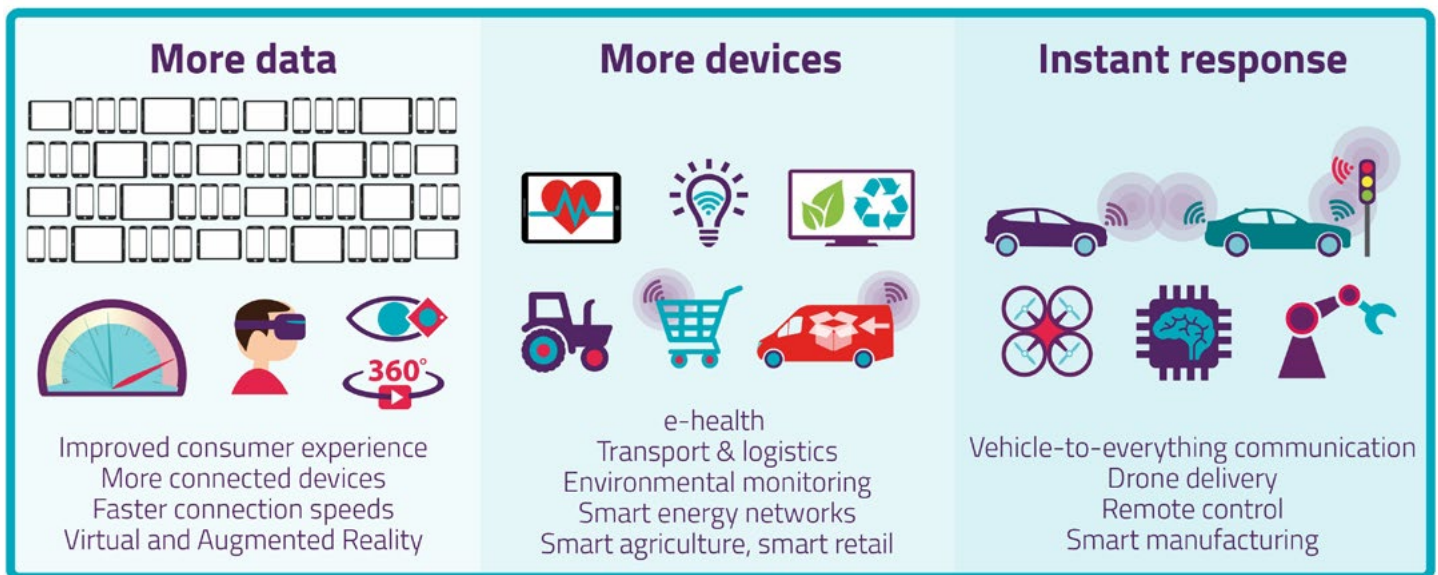 More data
360°
Improved consumer experience
More connected devices
Faster connection speeds
Virtual and Augmented Reality
More devices
e-health
Transport & logistics
Environmental monitoring
Smart energy networks
Smart agriculture, smart retail
Instant response
Vehicle-to-everything communication
Drone delivery
Remote control
Smart manufacturing